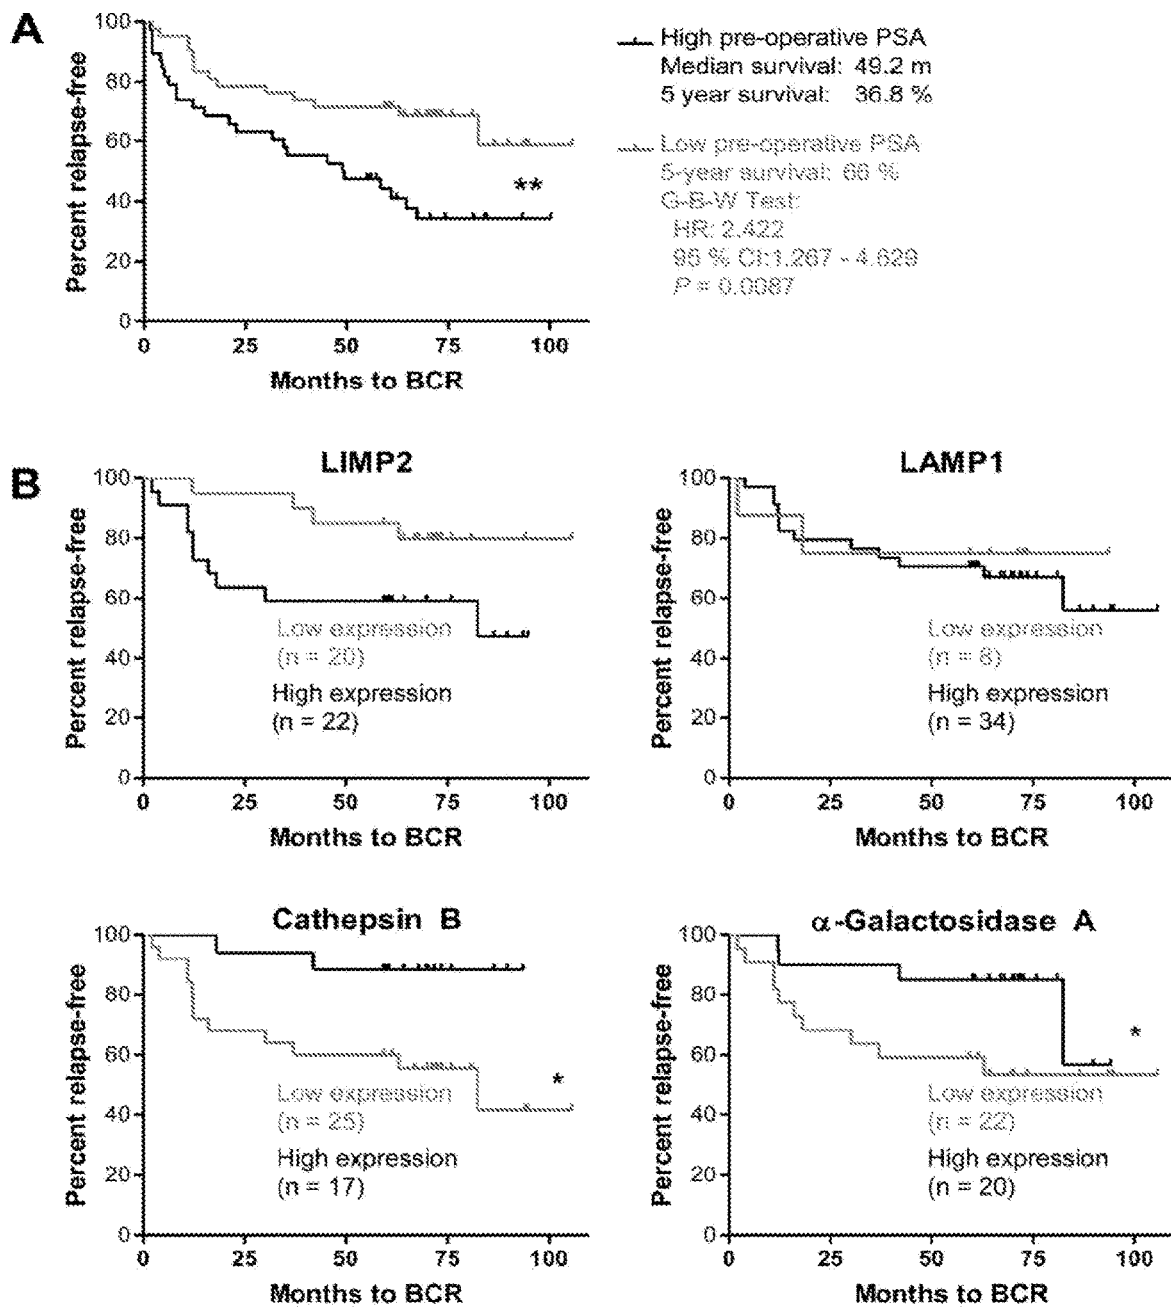 A
100
80
60
40
20
0
Percent relapse-free
0 25 50 75 100
Months to BCR
**
High pre-operative PSA
Median survival: 49.2 m
5 year survival: 36.8 %
Low pre-operative PSA
5-year survival: 66 %
G-B-W Test:
HR: 2.422
95 % CI:1.267 - 4.629
P = 0.0087
B
LIMP2
100
80
60
40
20
0
Percent relapse-free
Low expression
(n = 20)
High expression
(n = 22)
0 25 50 75 100
Months to BCR
LAMP1
100
80
60
40
20
0
Percent relapse-free
Low expression
(n = 8)
High expression
(n = 34)
0 25 50 75 100
Months to BCR
Cathepsin B
100
80
60
40
20
0
Percent relapse-free
*
Low expression
(n = 25)
High expression
(n = 17)
0 25 50 75 100
Months to BCR
α-Galactosidase A
100
80
60
40
20
0
Percent relapse-free
*
Low expression
(n = 22)
High expression
(n = 20)
0 25 50 75 100
Months to BCR